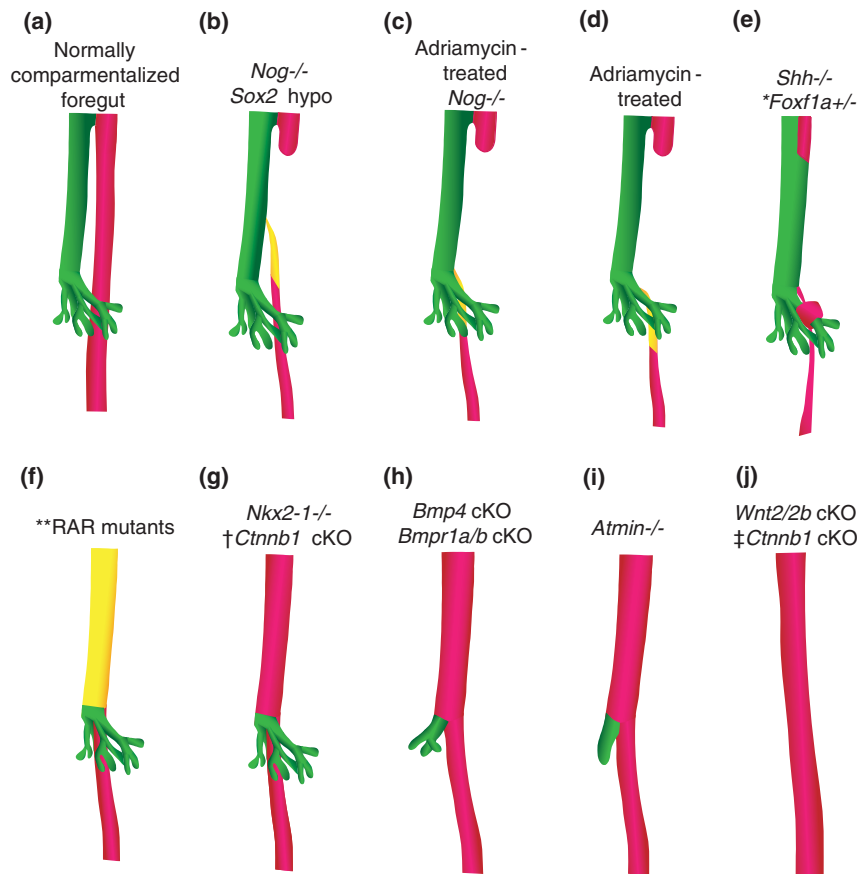 (a)
Normally
comparmentalized
foregut
(b)
Nog-/-
Sox2 hypo
(c)
Adriamycin-
treated
Nog-/-
(d)
Adriamycin-
treated
(e)
Shh-/-
*Foxf1a+/-
(f)
**RAR mutants
(g)
Nkx2-1-/-
†Ctnnb1 cKO
(h)
Bmp4 cKO
Bmpr1a/b cKO
(i)
Atmin-/-
(j)
Wnt2/2b cKO
‡Ctnnb1 cKO